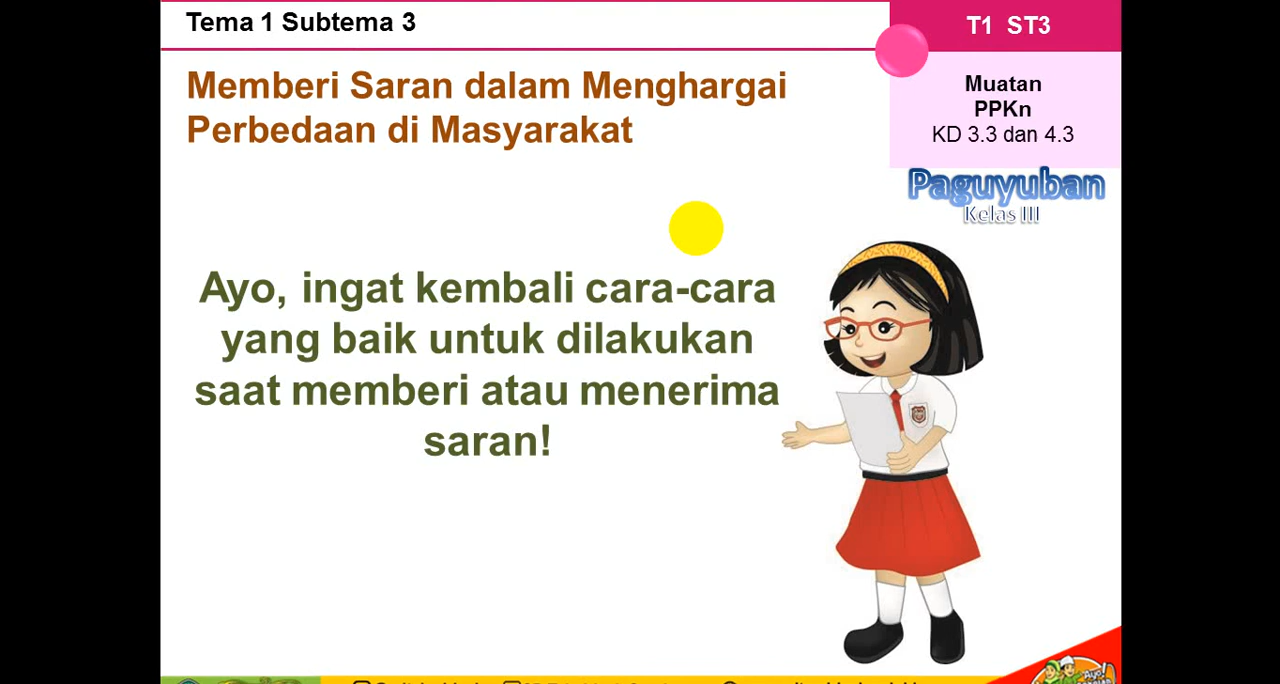 Tema 1 Subtema 3
T1 ST3
Memberi Saran dalam Menghargai
Perbedaan di Masyarakat
Muatan
PPKn
KD 3.3 dan 4.3
Paguyuban
Kelas III
Ayo, ingat kembali cara-cara
yang baik untuk dilakukan
saat memberi atau menerima
saran!
Ayo!